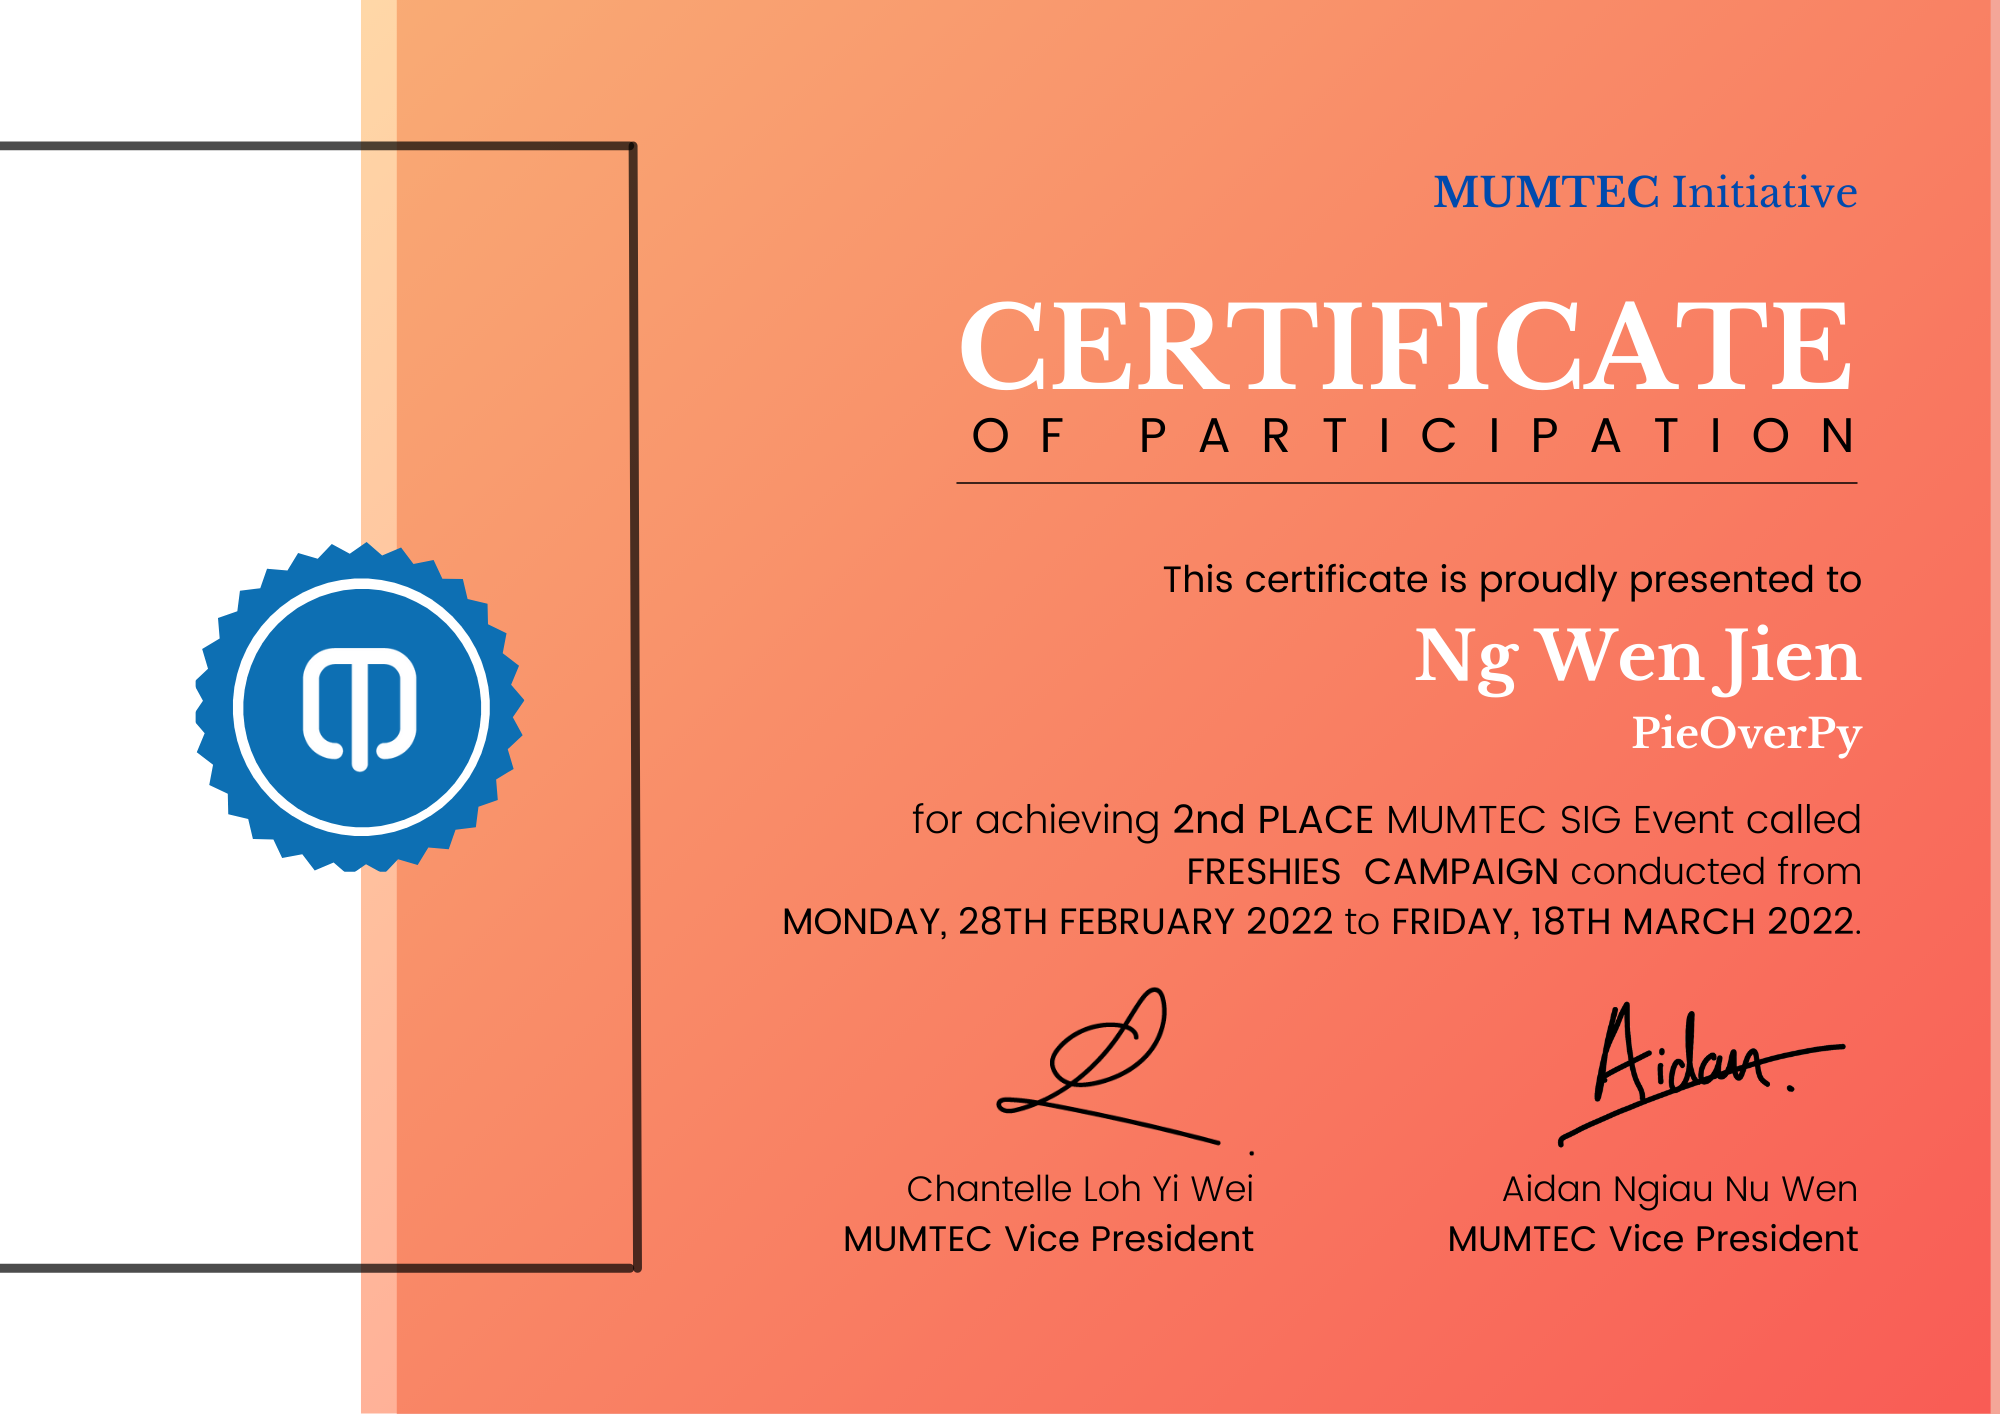 MUMTEC Initiative
CERTIFICATE
OF PARTICIPATION
This certificate is proudly presented to
Ng Wen Jien
PieOverPy
for achieving 2nd PLACE MUMTEC SIG Event called
FRESHIES CAMPAIGN conducted from
MONDAY, 28TH FEBRUARY 2022 to FRIDAY, 18TH MARCH 2022.
Aidan.
Chantelle Loh Yi Wei
MUMTEC Vice President
Aidan Ngiau Nu Wen
MUMTEC Vice President